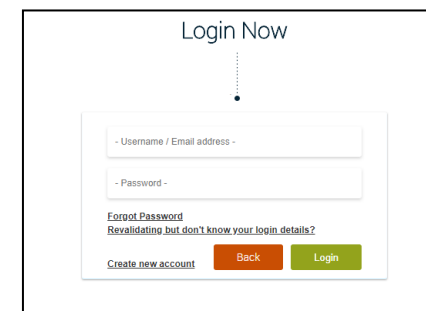 Login Now
- Username / Email address -
- Password -
Forgot Password
Revalidating but don't know your login details?
Create new account
Back
Login